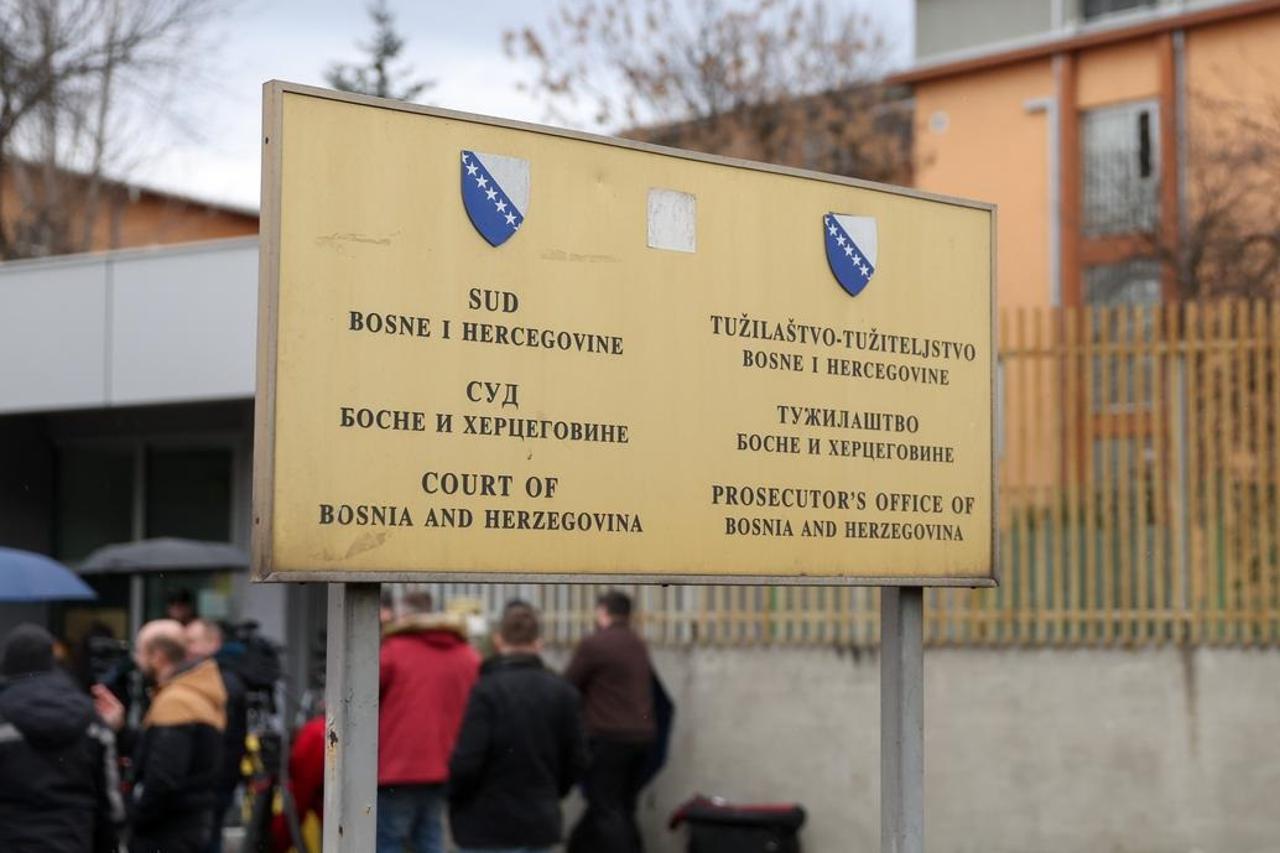 SUD
BOSNE I HERCEGOVINE
СУД
БОСНЕ И ХЕРЦЕГОВИНЕ
COURT OF
BOSNIA AND HERZEGOVINA
TUŽILAŠTVO-TUŽITELJSTVO
BOSNE I HERCEGOVINE
ТУЖИЛАШТВО
БОСНЕ И ХЕРЦЕГОВИНЕ
PROSECUTOR'S OFFICE OF
BOSNIA AND HERZEGOVINA